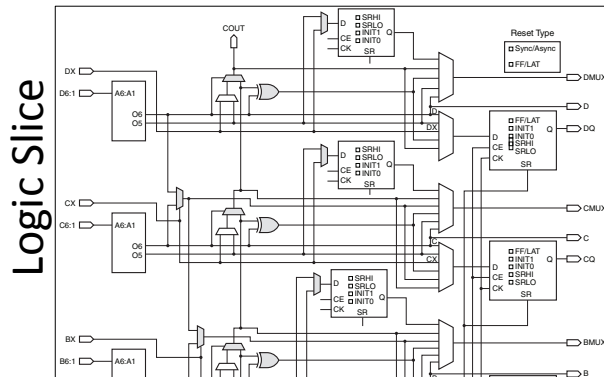 Logic Slice
COUT
Reset Type
Sync/Async
FF/LAT
DX
D6:1
A6:A1
O6
O5
D
CE
CK
SRHI
SRLO
INIT1
INIT0
Q
SR
DMUX
D
DX
D
DQ
D
CE
CK
FF/LAT
INIT1
INIT0
SRHI
SRLO
Q
SR
CX
C6:1
A6:A1
O6
O5
D
CE
CK
SRHI
SRLO
INIT1
INIT0
Q
SR
CMUX
C
CX
C
CQ
D
CE
CK
FF/LAT
INIT1
INIT0
SRHI
SRLO
Q
SR
BX
B6:1
A6:A1
D
CE
CK
SRHI
SRLO
INIT1
INIT0
Q
SR
BMUX
B